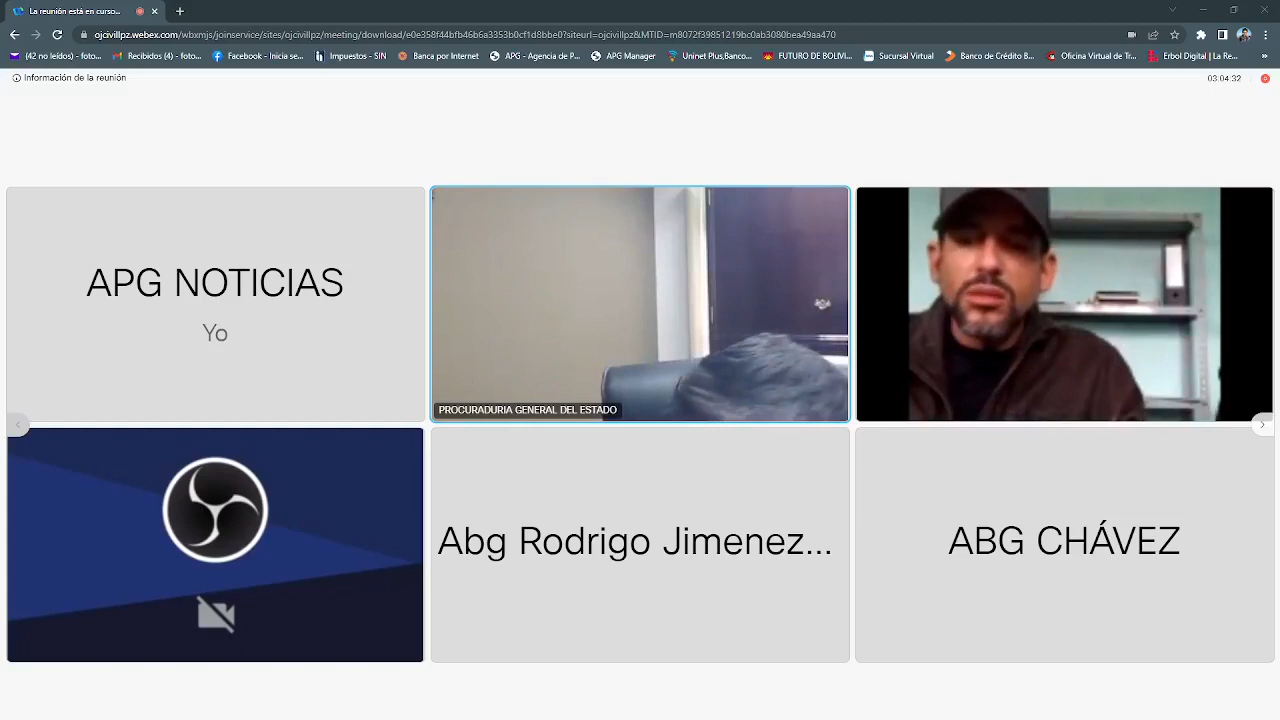 La reunión está en curso...
ojcivillpz.webex.com/wbxmjs/joinservice/sites/ojcivillpz/meeting/download/e0e358f44bfb46b6a3353b0cf1d8bbe0?siteurl=ojcivillpz&MTID=m8072f39851219bc0ab3080bea49aa470
(42 no leídos) - foto... Recibidos (4) - foto... Facebook - Inicia se... Impuestos - SIN Banca por Internet APG - Agencia de P... APG Manager Uninet Plus,Banco... FUTURO DE BOLIVI... Sucursal Virtual Banco de Crédito B... Oficina Virtual de Tr... Erbol Digital | La Re... »
Información de la reunión 03:04:32
APG NOTICIAS
Yo
PROCURADURIA GENERAL DEL ESTADO
Abg Rodrigo Jimenez...
ABG CHÁVEZ